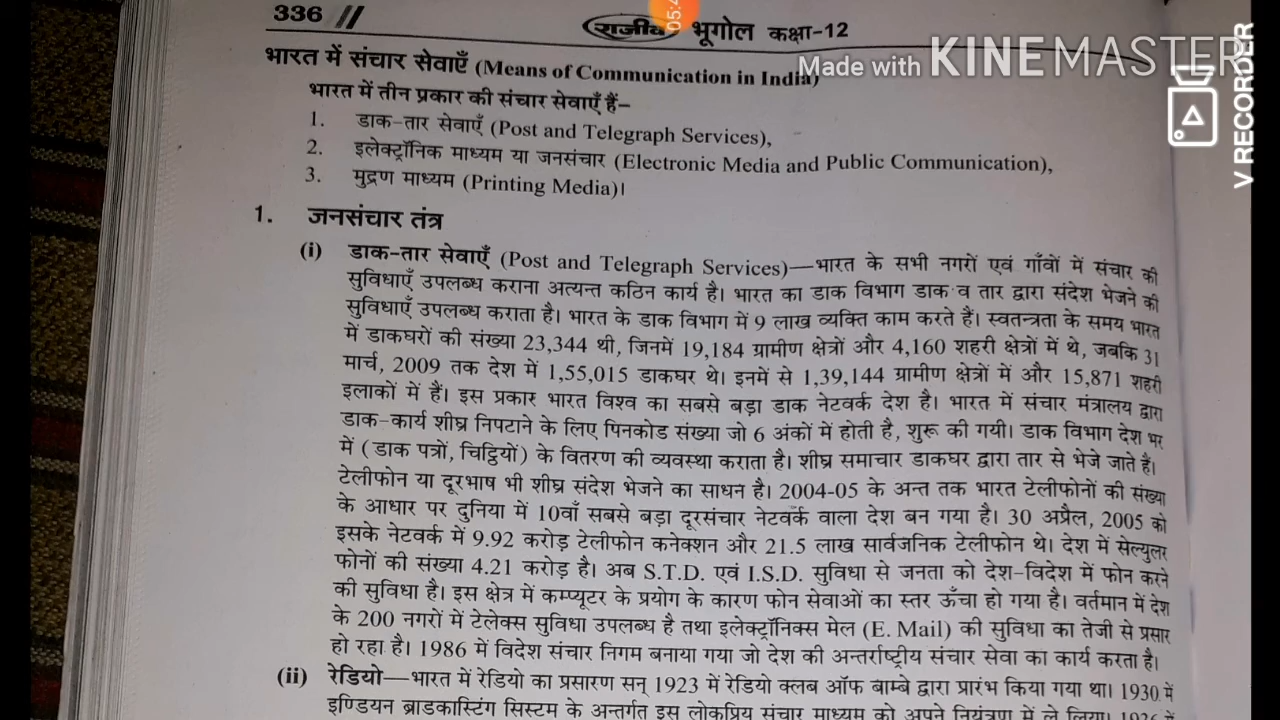 336 //
राजीव भूगोल कक्षा-12
05:4
Made with KINEMASTER
V RECORDER
भारत में संचार सेवाएँ (Means of Communication in India)
भारत में तीन प्रकार की संचार सेवाएँ हैं–
1. डाक-तार सेवाएँ (Post and Telegraph Services),
2. इलेक्ट्रॉनिक माध्यम या जनसंचार (Electronic Media and Public Communication),
3. मुद्रण माध्यम (Printing Media)।
1. जनसंचार तंत्र
(i) डाक-तार सेवाएँ (Post and Telegraph Services)—भारत के सभी नगरों एवं गाँवों में संचार की
सुविधाएँ उपलब्ध कराना अत्यन्त कठिन कार्य है। भारत का डाक विभाग डाक व तार द्वारा संदेश भेजने की
सुविधाएँ उपलब्ध कराता है। भारत के डाक विभाग में 9 लाख व्यक्ति काम करते हैं। स्वतन्त्रता के समय भारत
में डाकघरों की संख्या 23,344 थी, जिनमें 19,184 ग्रामीण क्षेत्रों और 4,160 शहरी क्षेत्रों में थे, जबकि 31
मार्च, 2009 तक देश में 1,55,015 डाकघर थे। इनमें से 1,39,144 ग्रामीण क्षेत्रों में और 15,871 शहरी
इलाकों में हैं। इस प्रकार भारत विश्व का सबसे बड़ा डाक नेटवर्क देश है। भारत में संचार मंत्रालय द्वारा
डाक-कार्य शीघ्र निपटाने के लिए पिनकोड संख्या जो 6 अंकों में होती है, शुरू की गयी। डाक विभाग देश भर
में (डाक पत्रों, चिट्ठियों) के वितरण की व्यवस्था कराता है। शीघ्र समाचार डाकघर द्वारा तार से भेजे जाते हैं।
टेलीफोन या दूरभाष भी शीघ्र संदेश भेजने का साधन है। 2004-05 के अन्त तक भारत टेलीफोनों की संख्या
के आधार पर दुनिया में 10वाँ सबसे बड़ा दूरसंचार नेटवर्क वाला देश बन गया है। 30 अप्रैल, 2005 को
इसके नेटवर्क में 9.92 करोड़ टेलीफोन कनेक्शन और 21.5 लाख सार्वजनिक टेलीफोन थे। देश में सेल्युलर
फोनों की संख्या 4.21 करोड़ है। अब S.T.D. एवं I.S.D. सुविधा से जनता को देश-विदेश में फोन करने
की सुविधा है। इस क्षेत्र में कम्प्यूटर के प्रयोग के कारण फोन सेवाओं का स्तर ऊँचा हो गया है। वर्तमान में देश
के 200 नगरों में टेलेक्स सुविधा उपलब्ध है तथा इलेक्ट्रॉनिक्स मेल (E. Mail) की सुविधा का तेजी से प्रसार
हो रहा है। 1986 में विदेश संचार निगम बनाया गया जो देश की अन्तर्राष्ट्रीय संचार सेवा का कार्य करता है।
(ii) रेडियो—भारत में रेडियो का प्रसारण सन् 1923 में रेडियो क्लब ऑफ बाम्बे द्वारा प्रारंभ किया गया था। 1930 में
इण्डियन ब्राडकास्टिंग सिस्टम के अन्तर्गत इस लोकप्रिय संचार माध्यम को अपने नियंत्रण में ले लिया।